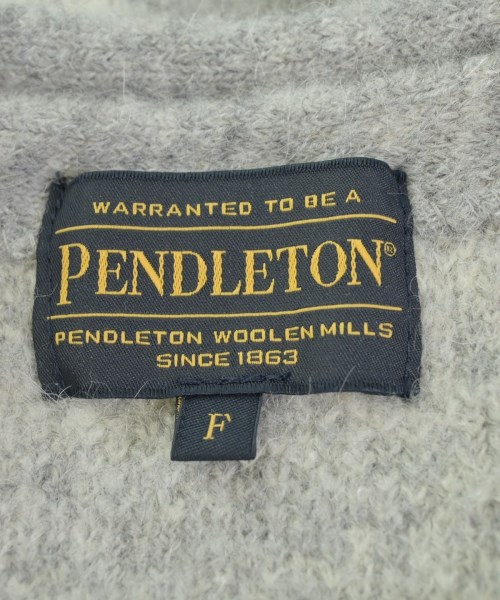 WARRANTED TO BE A
PENDLETON®
PENDLETON WOOLEN MILLS
SINCE 1863
F